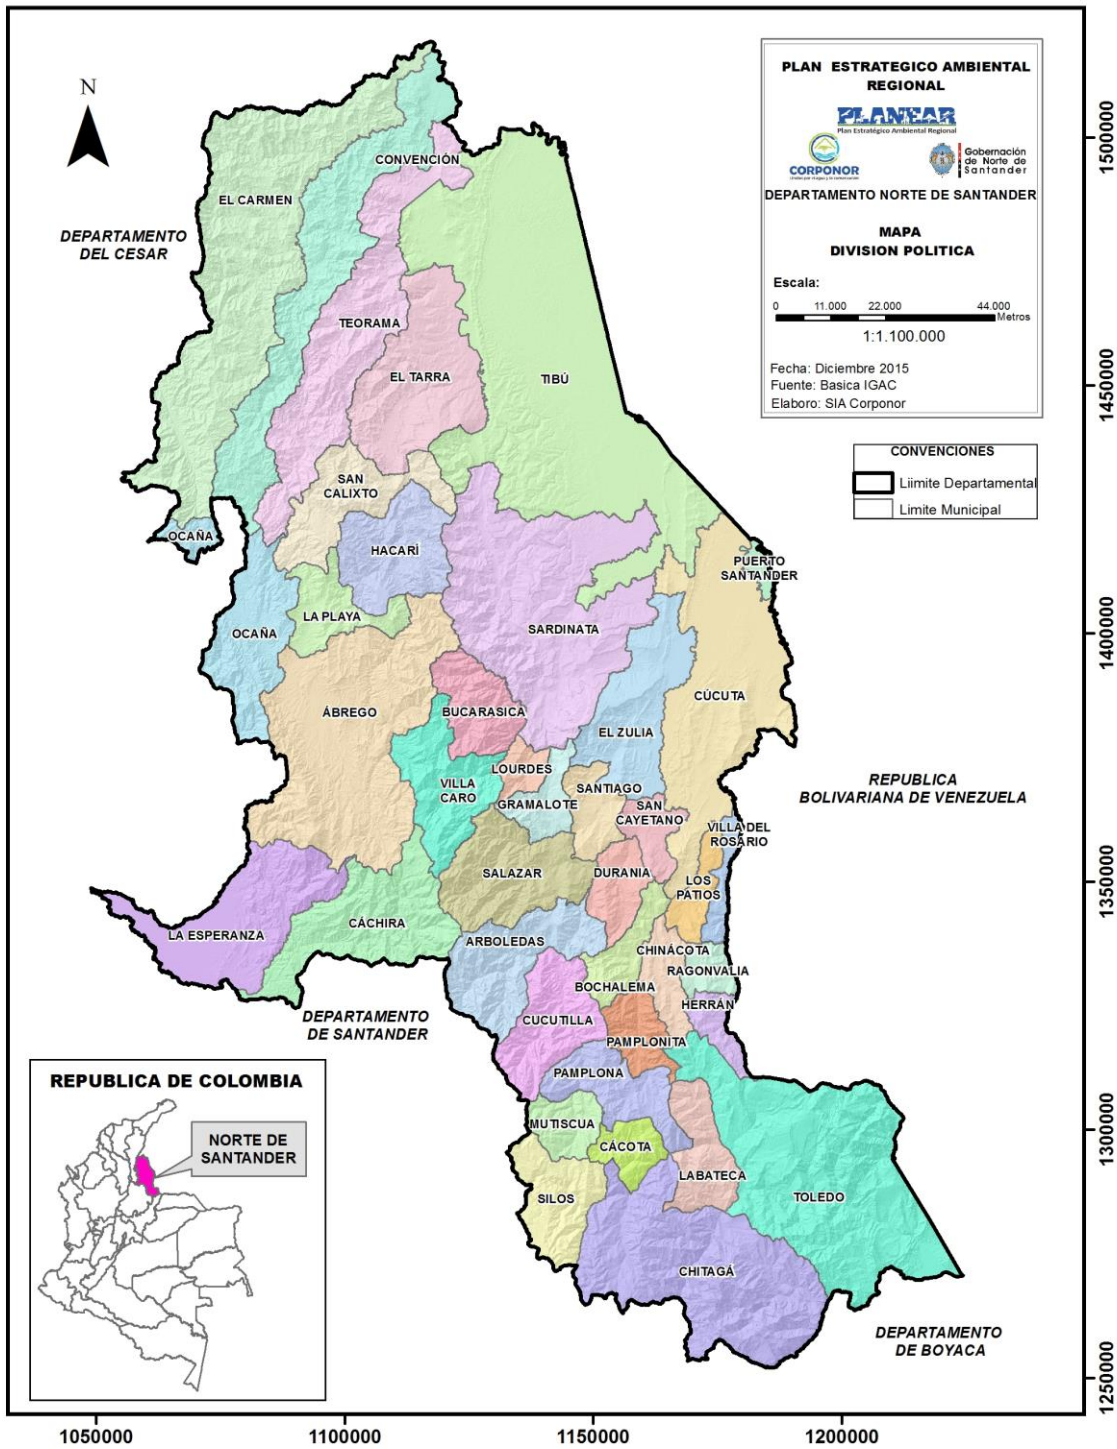 N
PLAN ESTRATEGICO AMBIENTAL
REGIONAL
PLANEAR
Plan Estratégico Ambiental Regional
CORPONOR
Gobernación
de Norte de
Santander
DEPARTAMENTO NORTE DE SANTANDER
MAPA
DIVISION POLITICA
Escala:
0 11.000 22.000 44.000
Metros
1:1.100.000
Fecha: Diciembre 2015
Fuente: Basica IGAC
Elaboro: SIA Corponor
CONVENCIONES
Liimite Departamental
Limite Municipal
CONVENCIÓN
EL CARMEN
DEPARTAMENTO
DEL CESAR
TEORAMA
EL TARRA
TIBÚ
SAN
CALIXTO
OCAÑA
HACARÌ
PUERTO
SANTANDER
LA PLAYA
OCAÑA
SARDINATA
CÚCUTA
ÁBREGO
BUCARASICA
EL ZULIA
LOURDES
VILLA
CARO
SANTIAGO
GRAMALOTE
SAN
CAYETANO
REPUBLICA
BOLIVARIANA DE VENEZUELA
VILLA DEL
ROSARIO
SALAZAR
DURANIA
LOS
PATIOS
CÁCHIRA
LA ESPERANZA
ARBOLEDAS
CHINÁCOTA
RAGONVALIA
BOCHALEMA
HERRÁN
DEPARTAMENTO
DE SANTANDER
CUCUTILLA
PAMPLONITA
PAMPLONA
MUTISCUA
CÁCOTA
LABATECA
SILOS
TOLEDO
CHITAGÁ
DEPARTAMENTO
DE BOYACA
REPUBLICA DE COLOMBIA
NORTE DE
SANTANDER
1500000
1450000
1400000
1350000
1300000
1250000
1050000 1100000 1150000 1200000